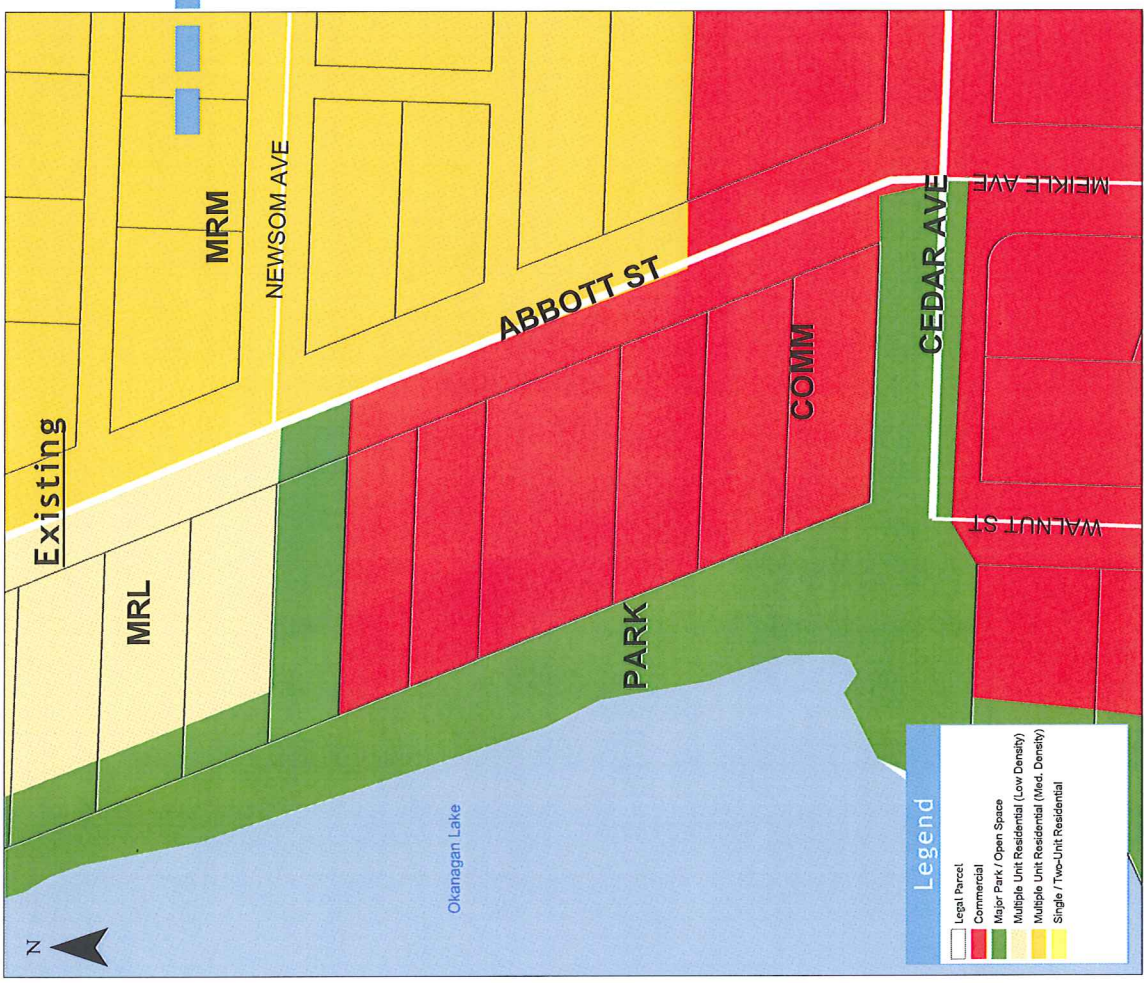 Existing
N
MRM
NEWSOM AVE
MRL
ABBOTT ST
COMM
MEIKLE AVE
CEDAR AVE
WALNUT ST
PARK
Okanagan Lake
Legend
Legal Parcel
Commercial
Major Park / Open Space
Multiple Unit Residential (Low Density)
Multiple Unit Residential (Med. Density)
Single / Two-Unit Residential